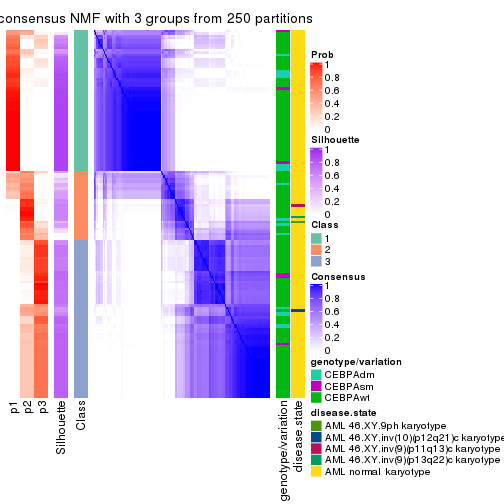 consensus NMF with 3 groups from 250 partitions
Prob
1
0.8
0.6
0.4
0.2
0
Silhouette
1
0.8
0.6
0.4
0.2
0
Class
1
2
3
Consensus
1
0.8
0.6
0.4
0.2
0
genotype/variation
CEBPAdm
CEBPAsm
CEBPAwt
disease.state
AML 46.XY.9ph karyotype
AML 46.XY.inv(10)(p12q21)c karyotype
AML 46.XY.inv(9)(p11q13)c karyotype
AML 46.XY.inv(9)(p13q22)c karyotype
AML normal karyotype
p1
p2
p3
Silhouette
Class
genotype/variation
disease.state